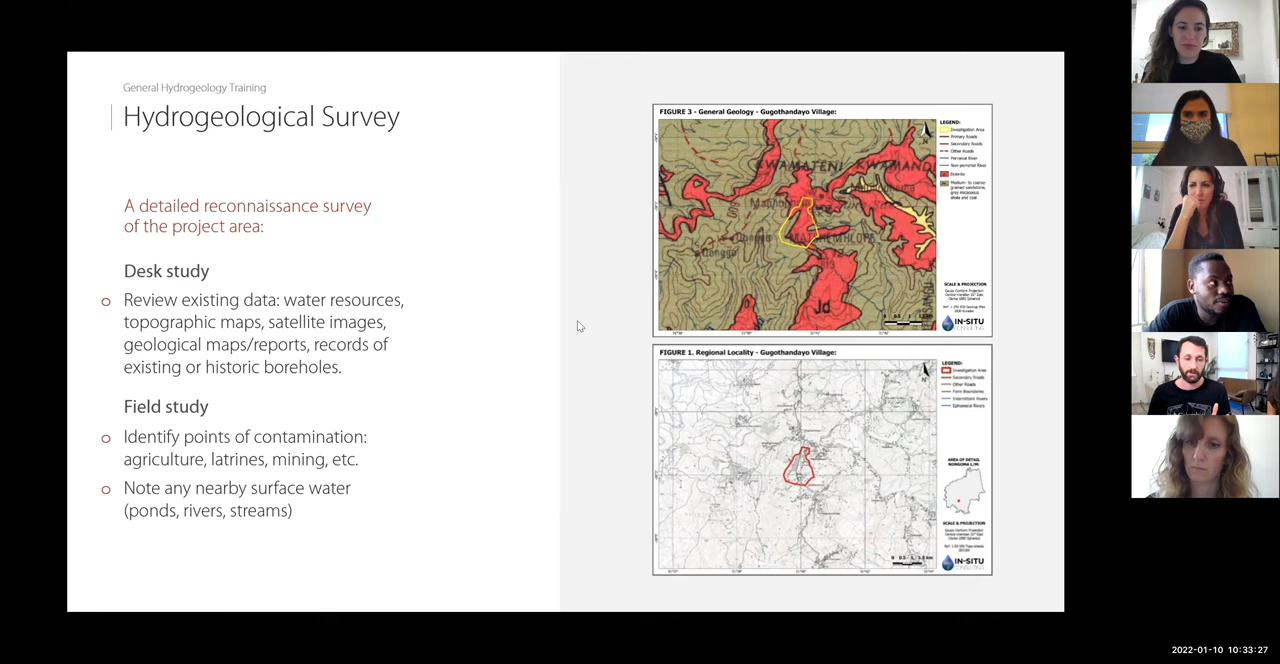 General Hydrogeology Training
Hydrogeological Survey
A detailed reconnaissance survey
of the project area:
Desk study
o Review existing data: water resources,
topographic maps, satellite images,
geological maps/reports, records of
existing or historic boreholes.
Field study
o Identify points of contamination:
agriculture, latrines, mining, etc.
o Note any nearby surface water
(ponds, rivers, streams)
FIGURE 3 - General Geology - Gugothandayo Village:
KWAMAJENI
KWAMAND
Dongo
Jd
LEGEND:
Investigation Area
Primary Roads
Secondary Roads
Other Roads
Perennial River
Non-perennial River
Dolerite
Medium- to coarse-
grained sandstone,
grey micaceous
shale and coal
SCALE & PROJECTION
IN-SITU
CONSULTING
FIGURE 1. Regional Locality - Gugothandayo Village:
LEGEND:
Investigation Area
Secondary Roads
Other Roads
Farm Boundaries
Intermittent Rivers
Ephemeral Rivers
AREA OF DETAIL
NONGOMA L/M:
SCALE & PROJECTION
IN-SITU
CONSULTING
2022-01-10 10:33:27